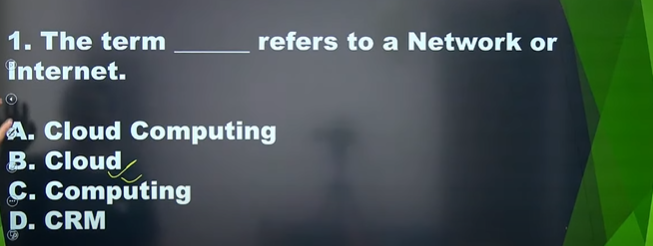 1. The term ______ refers to a Network or
Internet.
A. Cloud Computing
B. Cloud
C. Computing
D. CRM